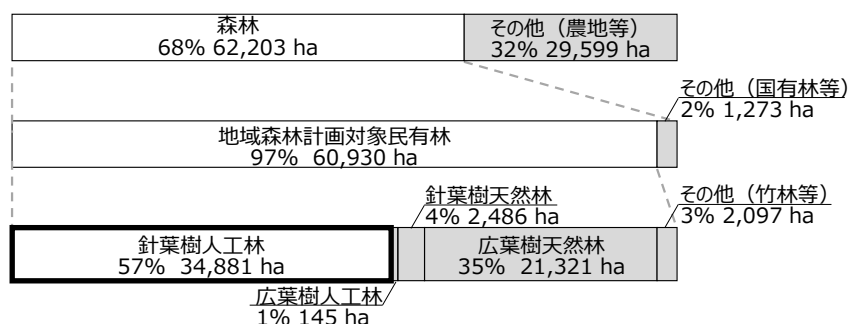 森林
68% 62,203 ha
その他（農地等）
32% 29,599 ha
その他（国有林等）
2% 1,273 ha
地域森林計画対象民有林
97% 60,930 ha
針葉樹天然林
4% 2,486 ha
その他（竹林等）
3% 2,097 ha
針葉樹人工林
57% 34,881 ha
広葉樹天然林
35% 21,321 ha
広葉樹人工林
1% 145 ha